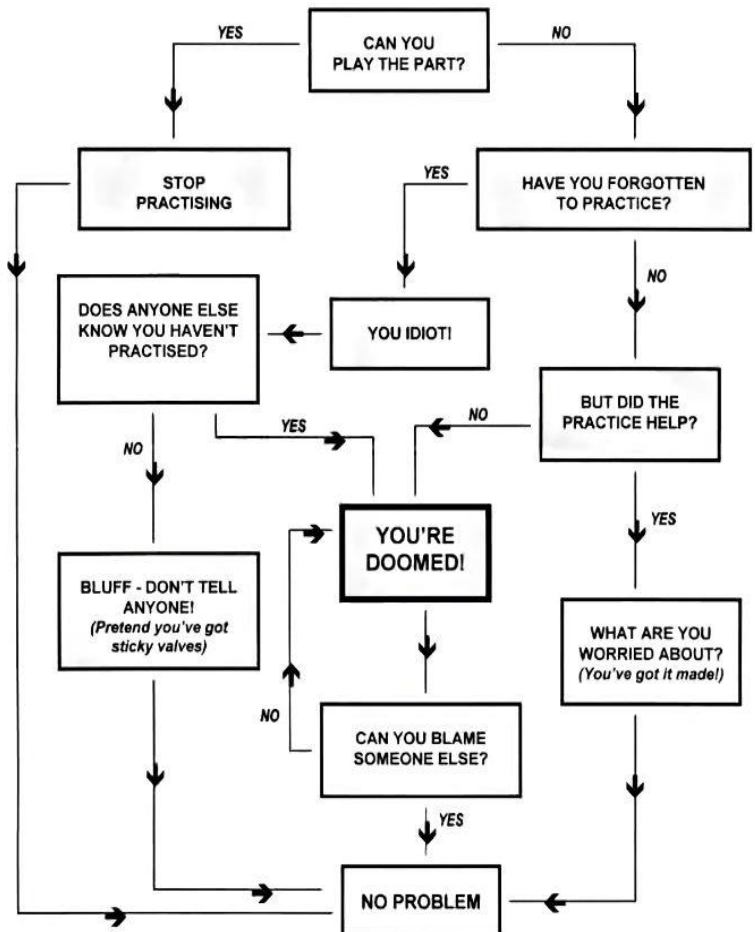 YES
CAN YOU
PLAY THE PART?
NO
STOP
PRACTISING
YES
HAVE YOU FORGOTTEN
TO PRACTICE?
NO
DOES ANYONE ELSE
KNOW YOU HAVEN'T
PRACTISED?
YOU IDIOT!
BUT DID THE
PRACTICE HELP?
YES
NO
NO
YOU'RE
DOOMED!
YES
BLUFF - DON'T TELL
ANYONE!
(Pretend you've got
sticky valves)
WHAT ARE YOU
WORRIED ABOUT?
(You've got it made!)
NO
CAN YOU BLAME
SOMEONE ELSE?
YES
NO PROBLEM